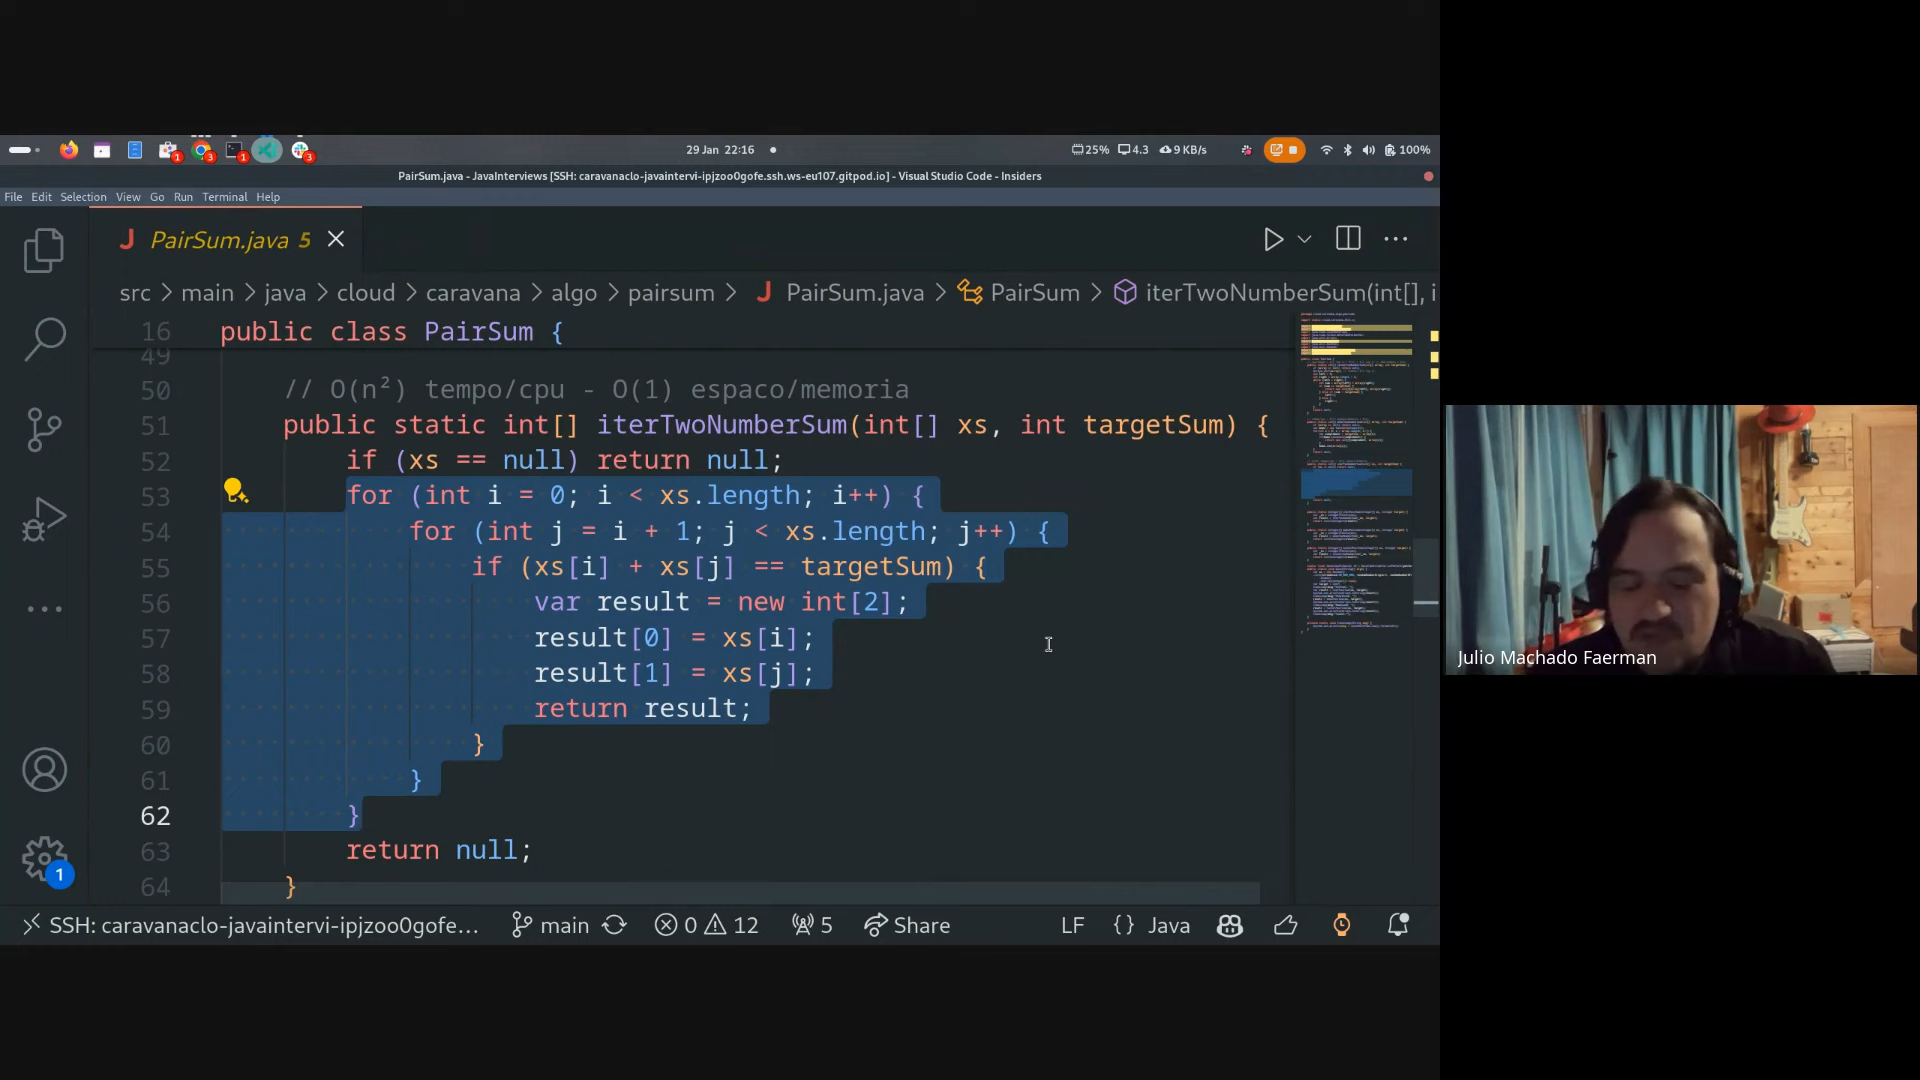 29 Jan 22:16
25%
4.3
9 KB/s
100%
1
3
1
3
PairSum.java - JavaInterviews [SSH: caravanaclo-javaintervi-ipjzoo0gofe.ssh.ws-eu107.gitpod.io] - Visual Studio Code - Insiders
File Edit Selection View Go Run Terminal Help
J PairSum.java 5
src > main > java > cloud > caravana > algo > pairsum > J PairSum.java > PairSum > iterTwoNumberSum(int[], i
16 public class PairSum {
49
50 // O(n²) tempo/cpu - O(1) espaco/memoria
51 public static int[] iterTwoNumberSum(int[] xs, int targetSum) {
52 if (xs == null) return null;
53 for (int i = 0; i < xs.length; i++) {
54 for (int j = i + 1; j < xs.length; j++) {
55 if (xs[i] + xs[j] == targetSum) {
56 var result = new int[2];
57 result[0] = xs[i];
58 result[1] = xs[j];
59 return result;
60 }
61 }
62 }
63 return null;
64 }
1
SSH: caravanaclo-javaintervi-ipjzoo0gofe... main 0 12 5 Share LF {} Java
Julio Machado Faerman